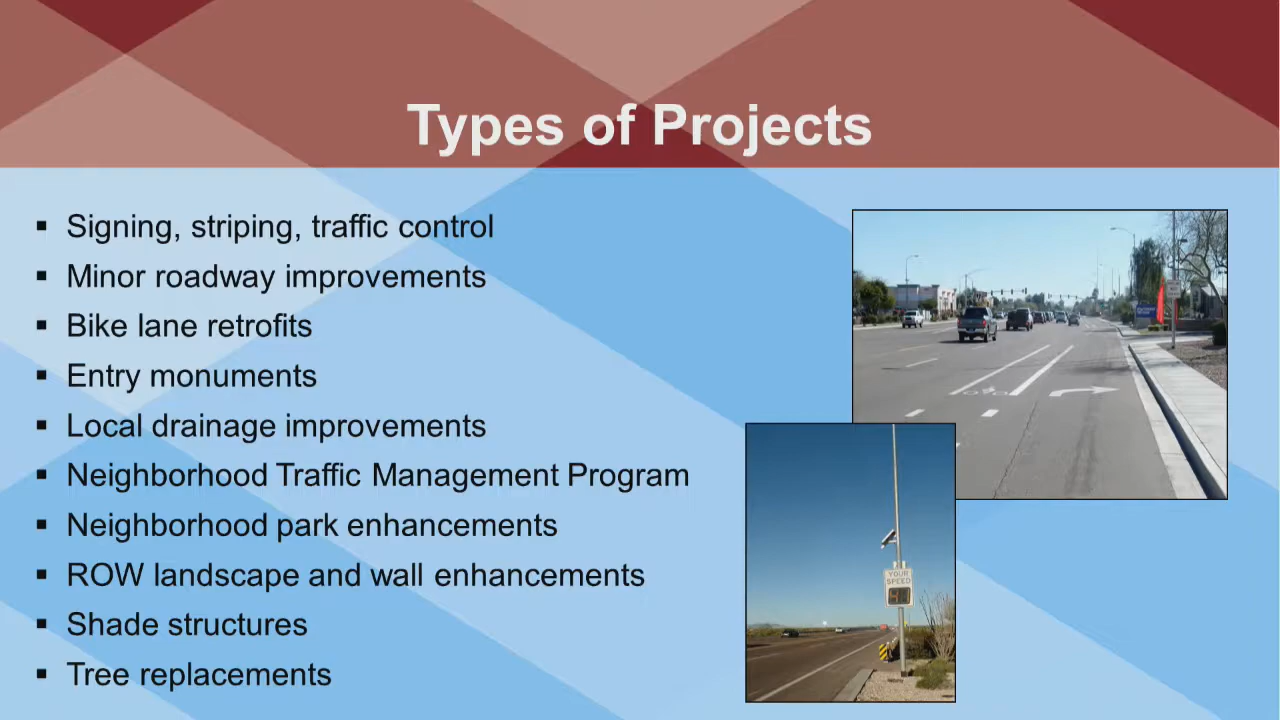 Types of Projects
▪ Signing, striping, traffic control
▪ Minor roadway improvements
▪ Bike lane retrofits
▪ Entry monuments
▪ Local drainage improvements
▪ Neighborhood Traffic Management Program
▪ Neighborhood park enhancements
▪ ROW landscape and wall enhancements
▪ Shade structures
▪ Tree replacements
YOUR
SPEED